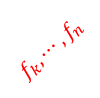 f_k, ⋯, f_n